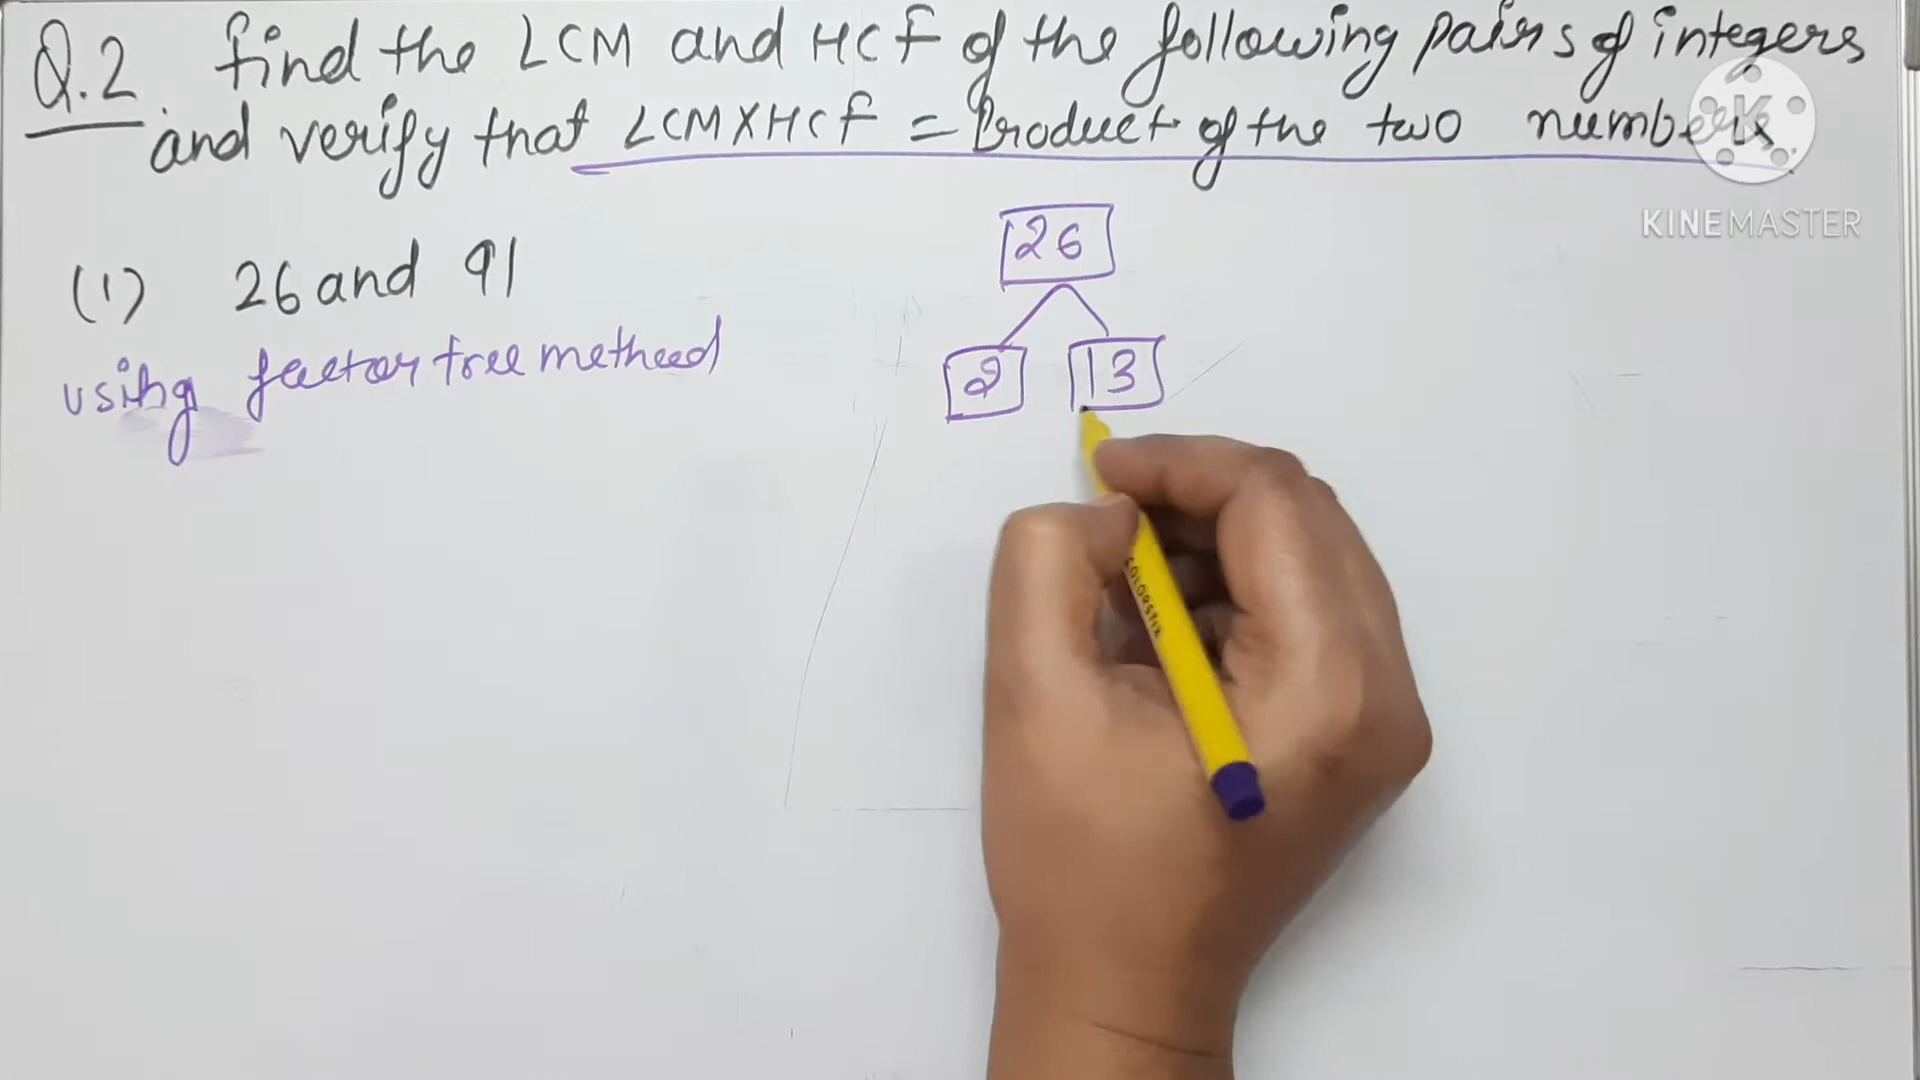 Q.2. find the LCM and HCF of the following pairs of integers
and verify that LCM X HCF = Product of the two numbers.
(1) 26 and 91
using factor tree method
26
2 13
COLORSTIX
K
KINEMASTER